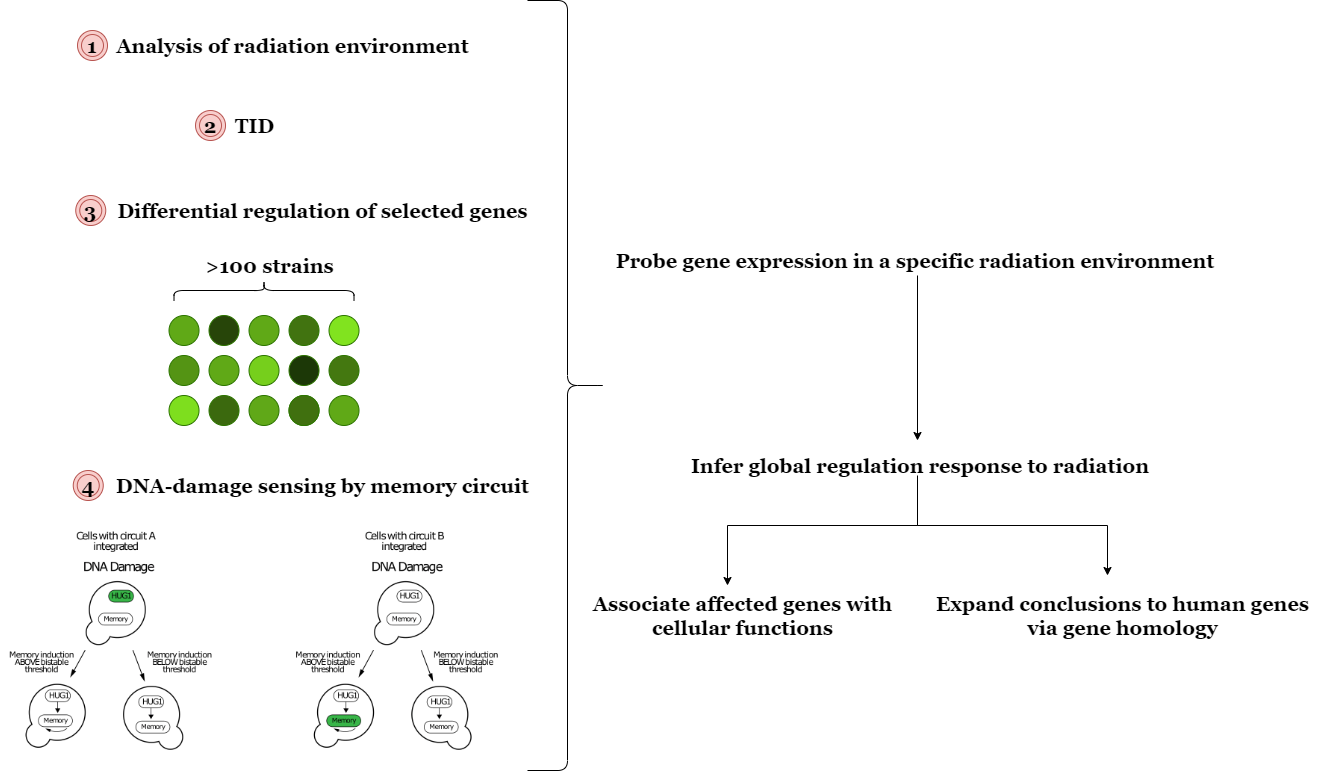 1 Analysis of radiation environment
2 TID
3 Differential regulation of selected genes
>100 strains
4 DNA-damage sensing by memory circuit
Cells with circuit A
integrated
DNA Damage
HUG1
Memory
Memory induction
ABOVE bistable
threshold
Memory induction
BELOW bistable
threshold
HUG1
Memory
HUG1
Memory
Cells with circuit B
integrated
DNA Damage
HUG1
Memory
Memory induction
ABOVE bistable
threshold
Memory induction
BELOW bistable
threshold
HUG1
Memory
HUG1
Memory
Probe gene expression in a specific radiation environment
Infer global regulation response to radiation
Associate affected genes with
cellular functions
Expand conclusions to human genes
via gene homology